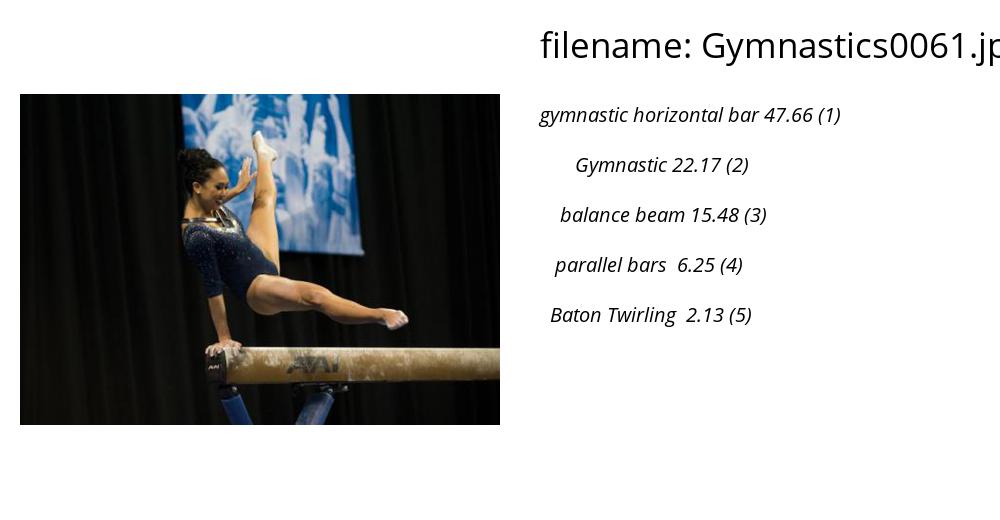 filename: Gymnastics0061.jp
gymnastic horizontal bar 47.66 (1)
Gymnastic 22.17 (2)
balance beam 15.48 (3)
parallel bars 6.25 (4)
Baton Twirling 2.13 (5)
AAI